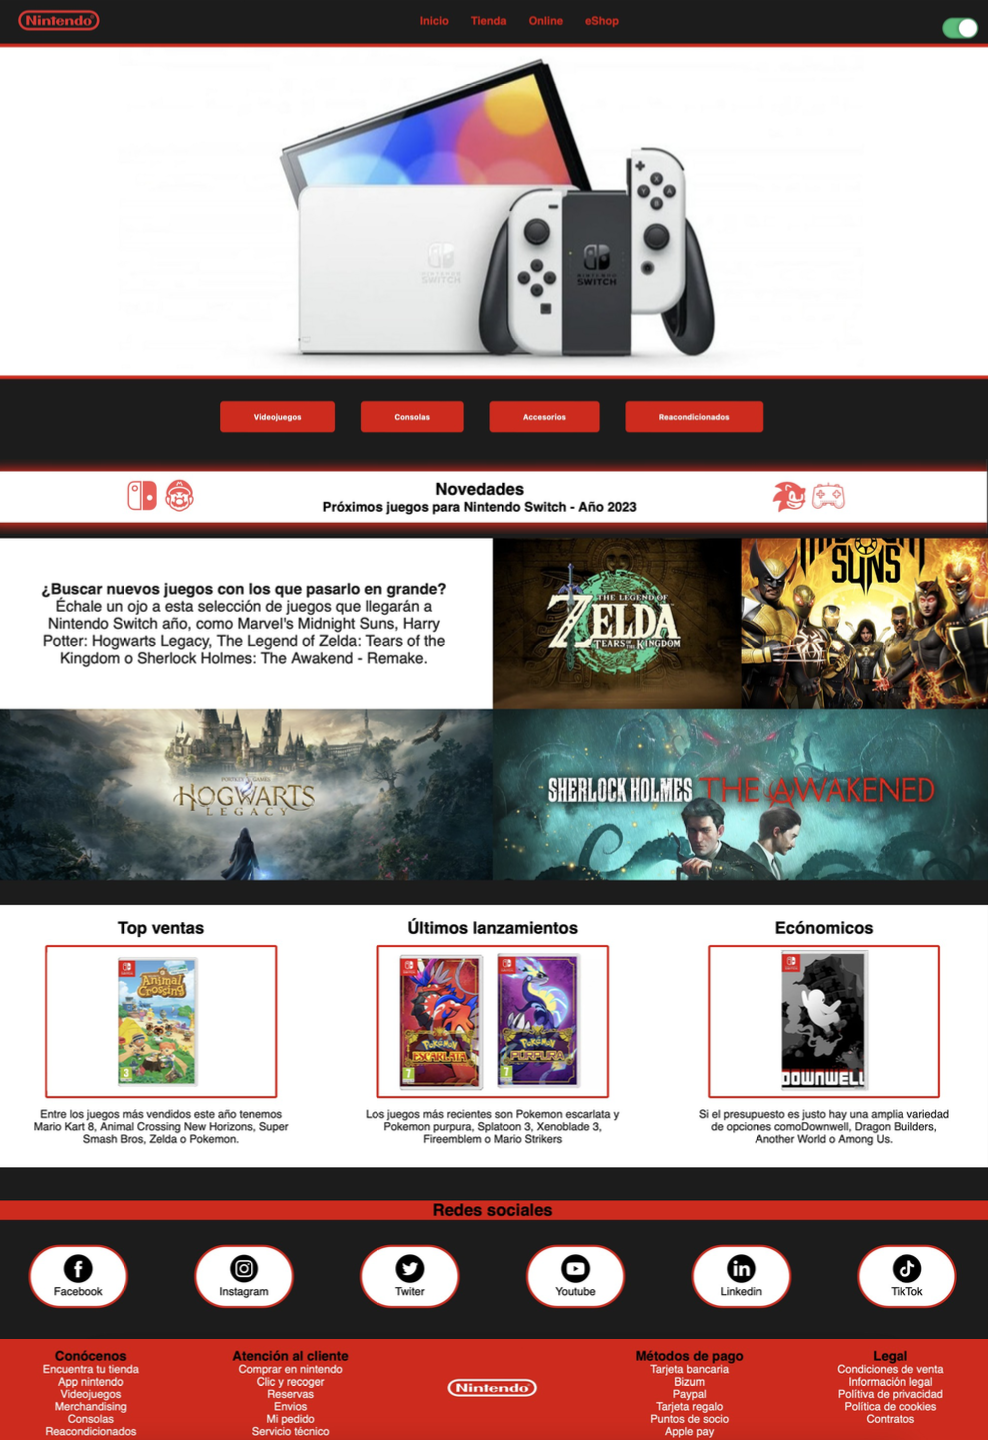 Nintendo
Inicio Tienda Online eShop
NINTENDO
SWITCH
NINTENDO
SWITCH
X
Y A
B
Videojuegos Consolas Accesorios Reacondicionados
Novedades
Próximos juegos para Nintendo Switch - Año 2023
¿Buscar nuevos juegos con los que pasarlo en grande?
Échale un ojo a esta selección de juegos que llegarán a
Nintendo Switch año, como Marvel's Midnight Suns, Harry
Potter: Hogwarts Legacy, The Legend of Zelda: Tears of the
Kingdom o Sherlock Holmes: The Awakend - Remake.
THE LEGEND OF
ZELDA
TEARS OF THE KINGDOM
SUNS
PORTKEY GAMES
HOGWARTS
LEGACY
SHERLOCK HOLMES THE AWAKENED
Top ventas
Últimos lanzamientos
Ecónomicos
Animal
Crossing
3
Pokémon
ESCARLATA
7
Pokémon
PÚRPURA
7
DOWNWELL
Entre los juegos más vendidos este año tenemos
Mario Kart 8, Animal Crossing New Horizons, Super
Smash Bros, Zelda o Pokemon.
Los juegos más recientes son Pokemon escarlata y
Pokemon purpura, Splatoon 3, Xenoblade 3,
Fireemblem o Mario Strikers
Si el presupuesto es justo hay una amplia variedad
de opciones comoDownwell, Dragon Builders,
Another World o Among Us.
Redes sociales
Facebook Instagram Twiter Youtube Linkedin TikTok
Conócenos
Encuentra tu tienda
App nintendo
Videojuegos
Merchandising
Consolas
Reacondicionados
Atención al cliente
Comprar en nintendo
Clic y recoger
Reservas
Envios
Mi pedido
Servicio técnico
Nintendo
Métodos de pago
Tarjeta bancaria
Bizum
Paypal
Tarjeta regalo
Puntos de socio
Apple pay
Legal
Condiciones de venta
Información legal
Polítiva de privacidad
Política de cookies
Contratos